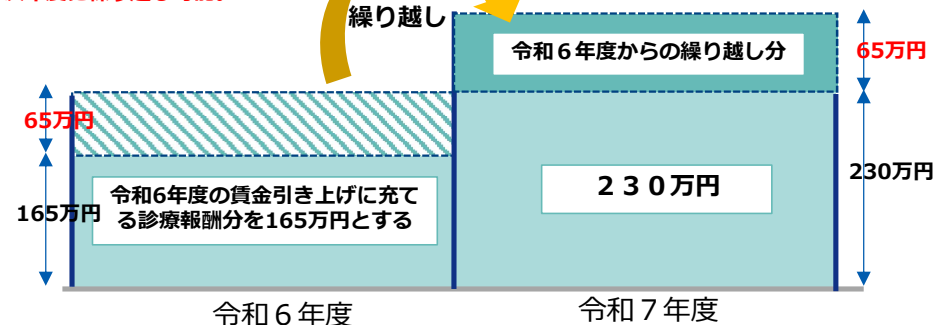 繰り越し
令和６年度からの繰り越し分
65万円
65万円
230万円
２３０万円
令和6年度の賃金引き上げに充て
る診療報酬分を165万円とする
165万円
令和６年度
令和７年度